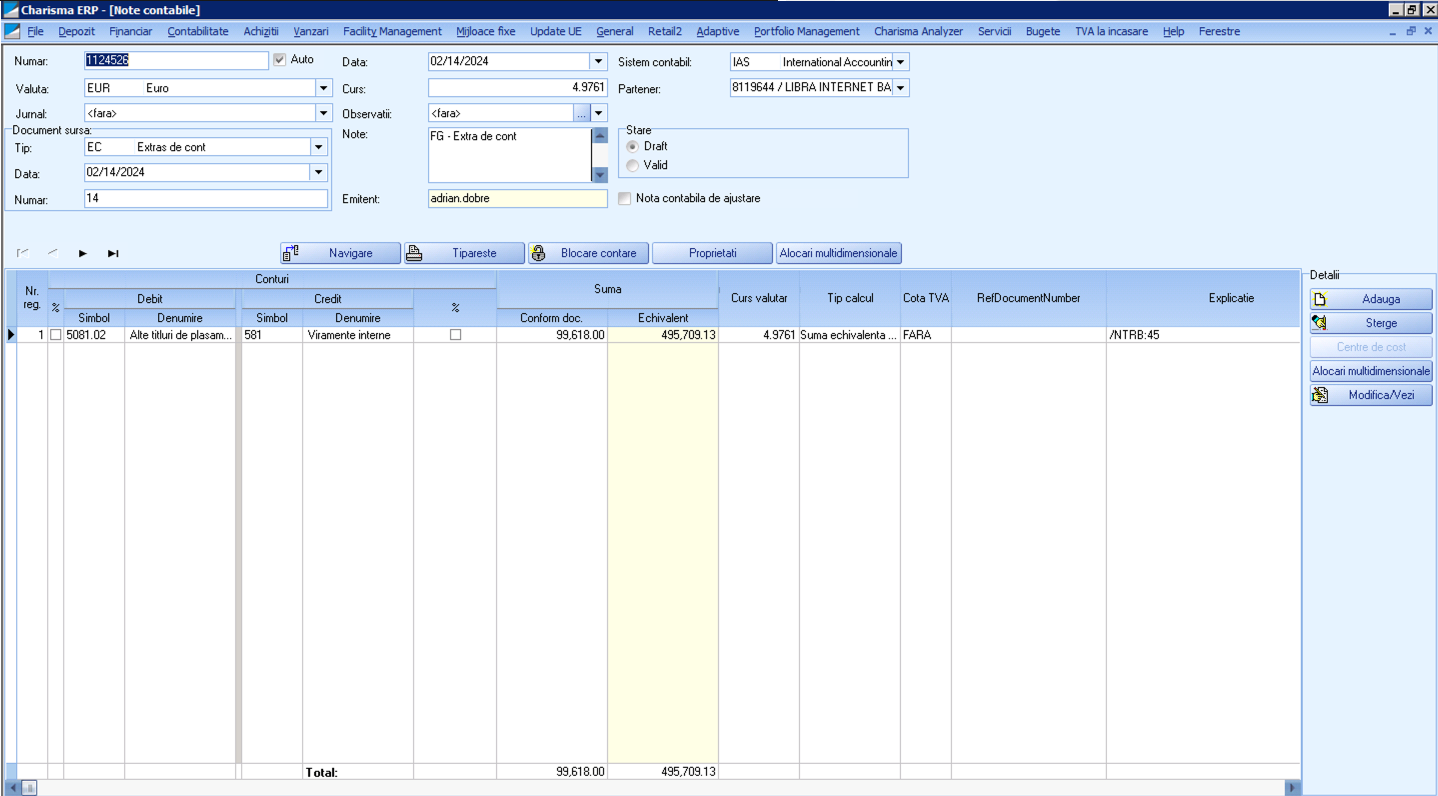 Charisma ERP - [Note contabile]
File Depozit Financiar Contabilitate Achizitii Vanzari Facility Management Mijloace fixe Update UE General Retail2 Adaptive Portfolio Management Charisma Analyzer Servicii Bugete TVA la incasare Help Ferestre
Numar: 1124526 Auto Data: 02/14/2024 Sistem contabil: IAS International Accountin
Valuta: EUR Euro Curs: 4.9761 Partener: 8119644 / LIBRA INTERNET BA
Jurnal: <fara> Observatii: <fara> ...
Document sursa: Note: FG - Extra de cont Stare
Tip: EC Extras de cont Draft
Data: 02/14/2024 Valid
Numar: 14 Emitent: adrian.dobre Nota contabila de ajustare
Navigare Tipareste Blocare contare Proprietati Alocari multidimensionale
Nr. reg. % Conturi Suma Curs valutar Tip calcul Cota TVA RefDocumentNumber Explicatie
Debit Credit %
Simbol Denumire Simbol Denumire Conform doc. Echivalent
1 5081.02 Alte titluri de plasam... 581 Viramente interne 99,618.00 495,709.13 4.9761 Suma echivalenta ... FARA /NTRB:45
Total: 99,618.00 495,709.13
Detalii
Adauga
Sterge
Centre de cost
Alocari multidimensionale
Modifica/Vezi